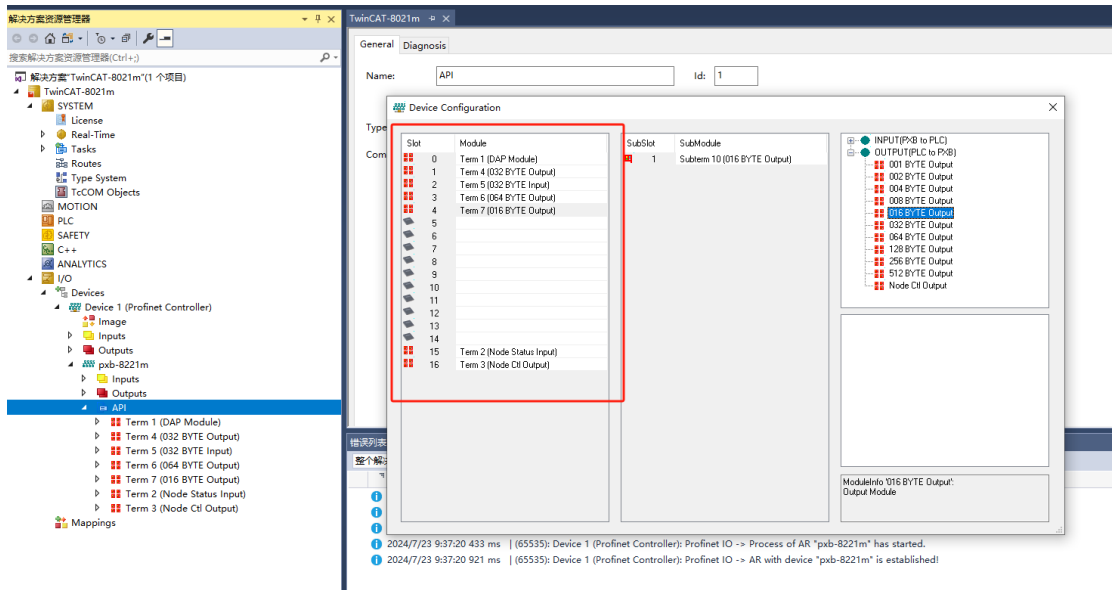 解决方案资源管理器
搜索解决方案资源管理器(Ctrl+;)
解决方案"TwinCAT-8021m"(1 个项目)
TwinCAT-8021m
SYSTEM
License
Real-Time
Tasks
Routes
Type System
TcCOM Objects
MOTION
PLC
SAFETY
C++
ANALYTICS
I/O
Devices
Device 1 (Profinet Controller)
Image
Inputs
Outputs
pxb-8221m
Inputs
Outputs
API
Term 1 (DAP Module)
Term 4 (032 BYTE Output)
Term 5 (032 BYTE Input)
Term 6 (064 BYTE Output)
Term 7 (016 BYTE Output)
Term 2 (Node Status Input)
Term 3 (Node Ctl Output)
Mappings
TwinCAT-8021m
General Diagnosis
Name: API Id: 1
Type
Com
Device Configuration
Slot Module
0 Term 1 (DAP Module)
1 Term 4 (032 BYTE Output)
2 Term 5 (032 BYTE Input)
3 Term 6 (064 BYTE Output)
4 Term 7 (016 BYTE Output)
5
6
7
8
9
10
11
12
13
14
15 Term 2 (Node Status Input)
16 Term 3 (Node Ctl Output)
SubSlot SubModule
1 Subterm 10 (016 BYTE Output)
INPUT(PXB to PLC)
OUTPUT(PLC to PXB)
001 BYTE Output
002 BYTE Output
004 BYTE Output
008 BYTE Output
016 BYTE Output
032 BYTE Output
064 BYTE Output
128 BYTE Output
256 BYTE Output
512 BYTE Output
Node Ctl Output
ModuleInfo '016 BYTE Output':
Output Module
错误列表
整个解
2024/7/23 9:37:20 433 ms | (65535): Device 1 (Profinet Controller): Profinet IO -> Process of AR "pxb-8221m" has started.
2024/7/23 9:37:20 921 ms | (65535): Device 1 (Profinet Controller): Profinet IO -> AR with device "pxb-8221m" is established!